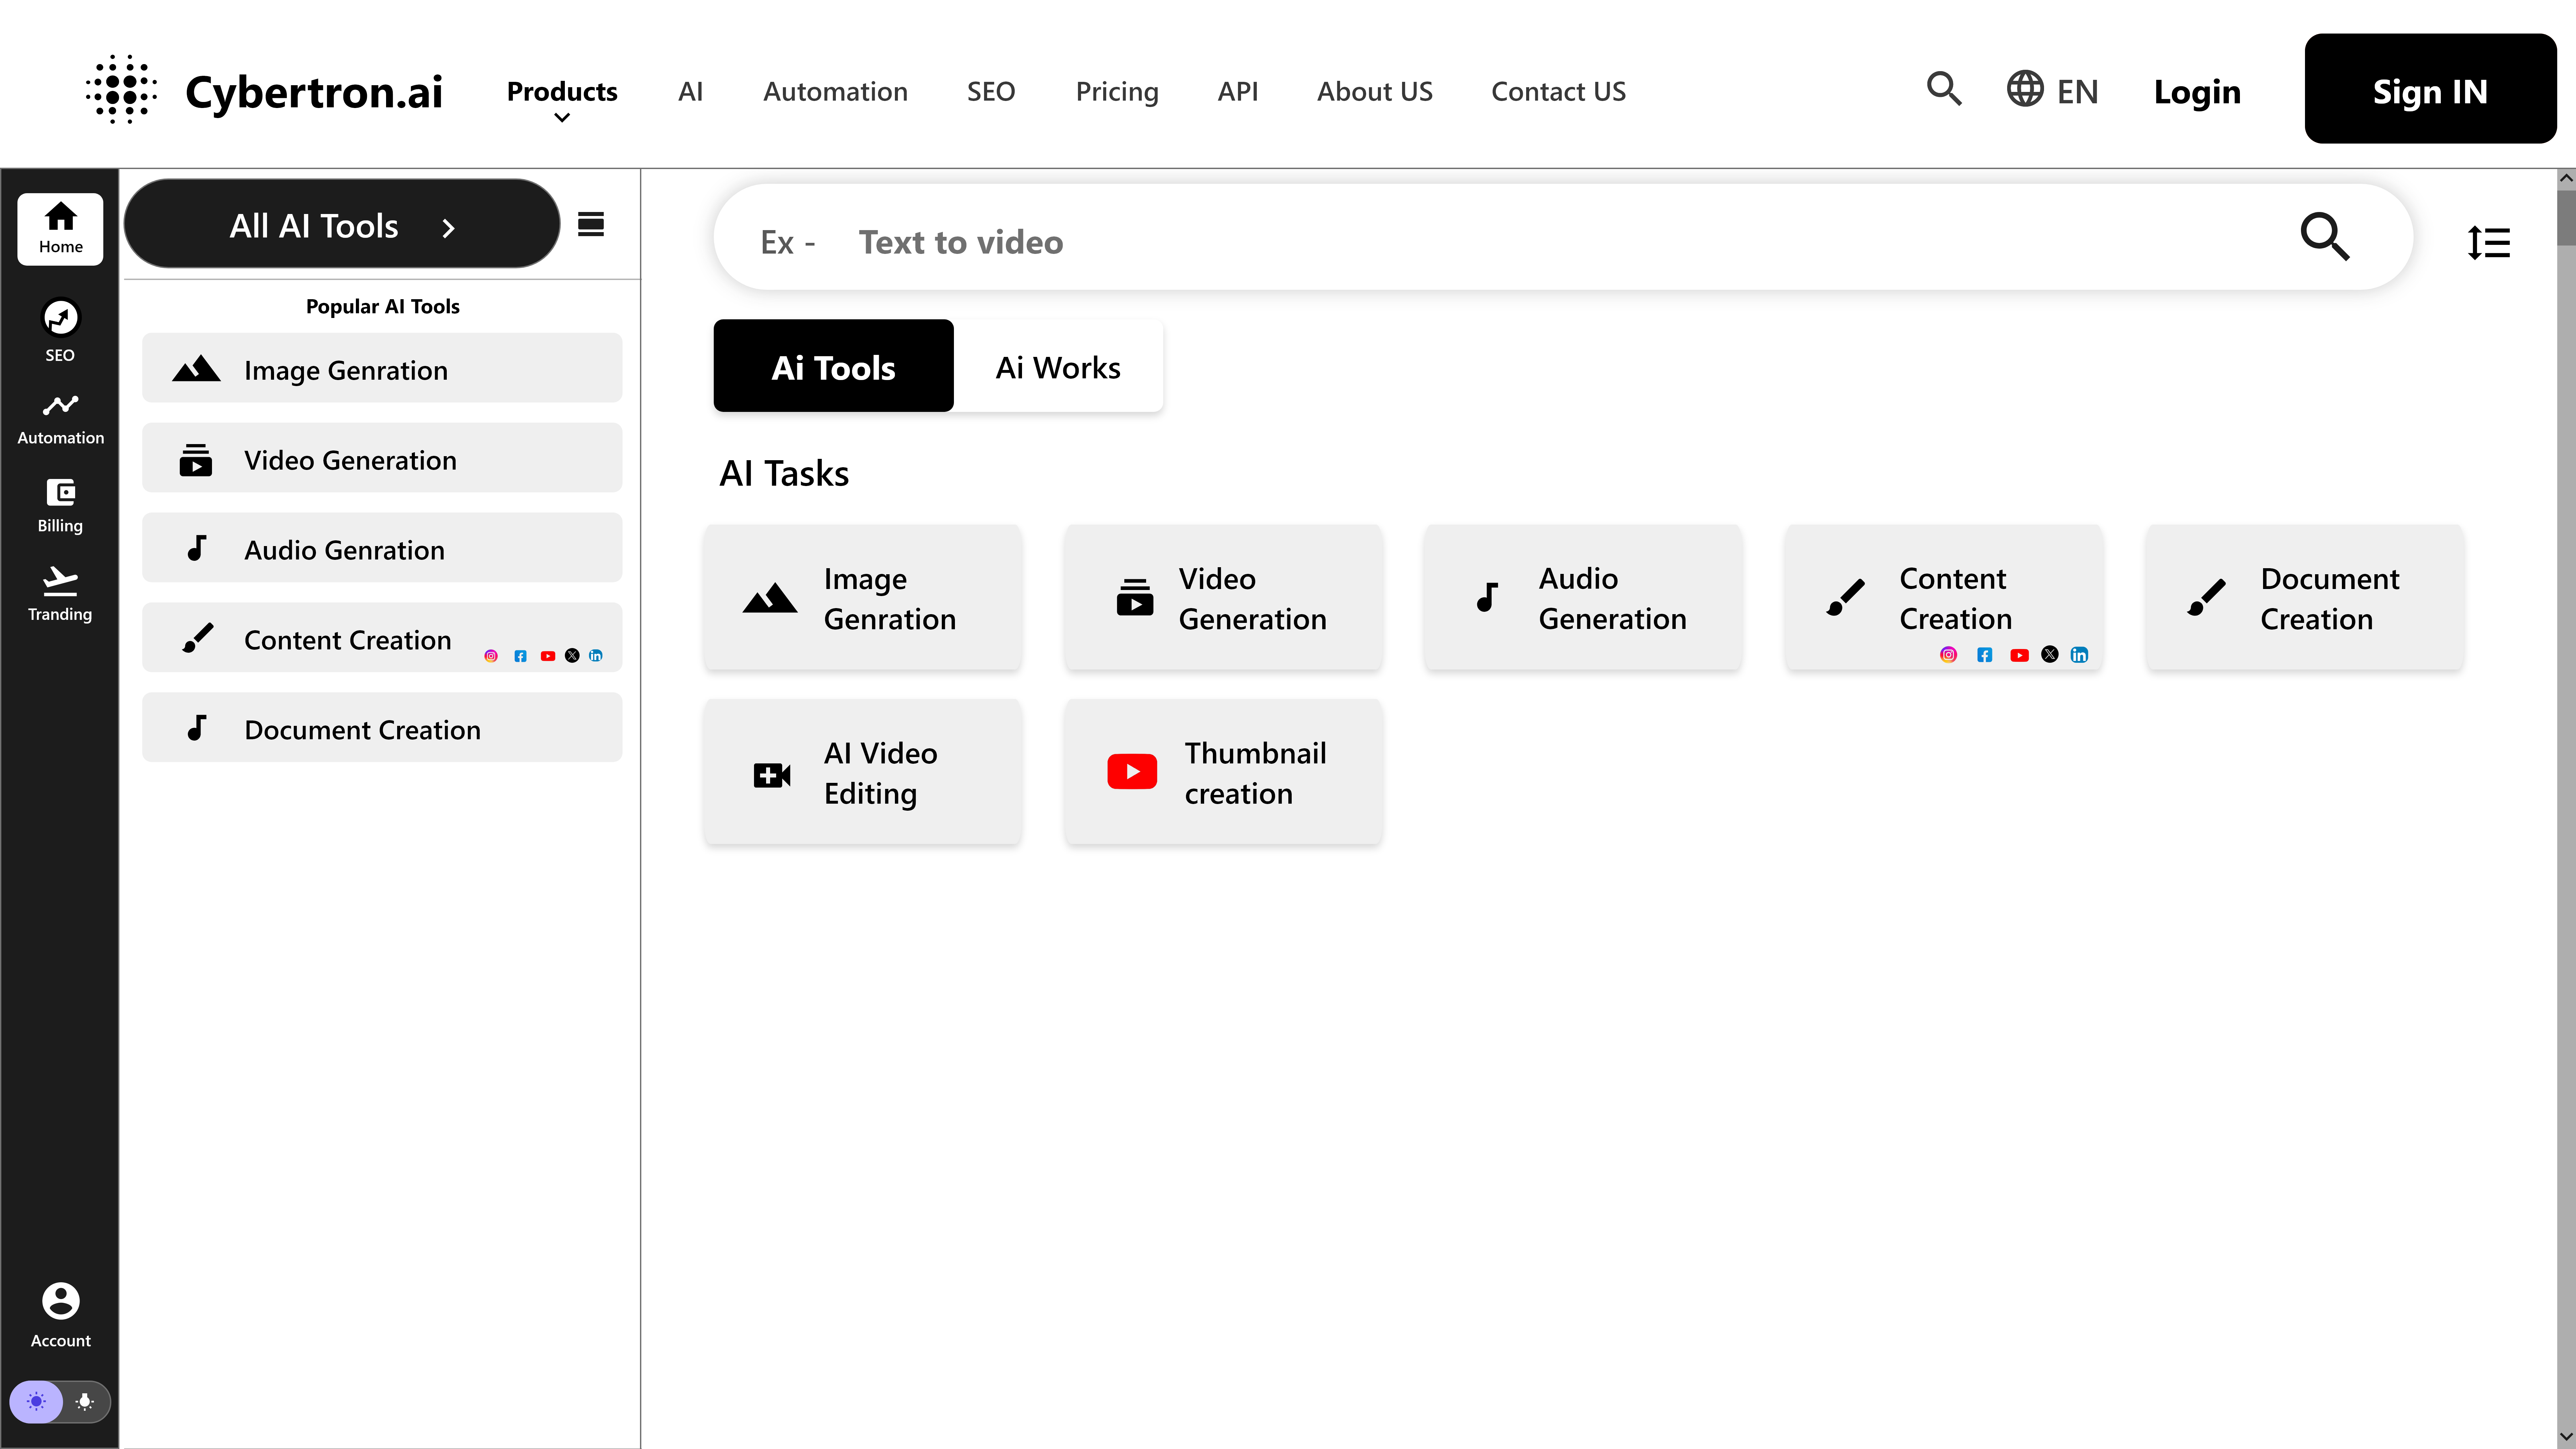 Cybertron.ai
Products
AI
Automation
SEO
Pricing
API
About US
Contact US
EN
Login
Sign IN
Home
SEO
Automation
Billing
Tranding
Account
All AI Tools
Popular AI Tools
Image Genration
Video Generation
Audio Genration
Content Creation
Document Creation
Ex - Text to video
Ai Tools
Ai Works
AI Tasks
Image
Genration
Video
Generation
Audio
Generation
Content
Creation
Document
Creation
AI Video
Editing
Thumbnail
creation